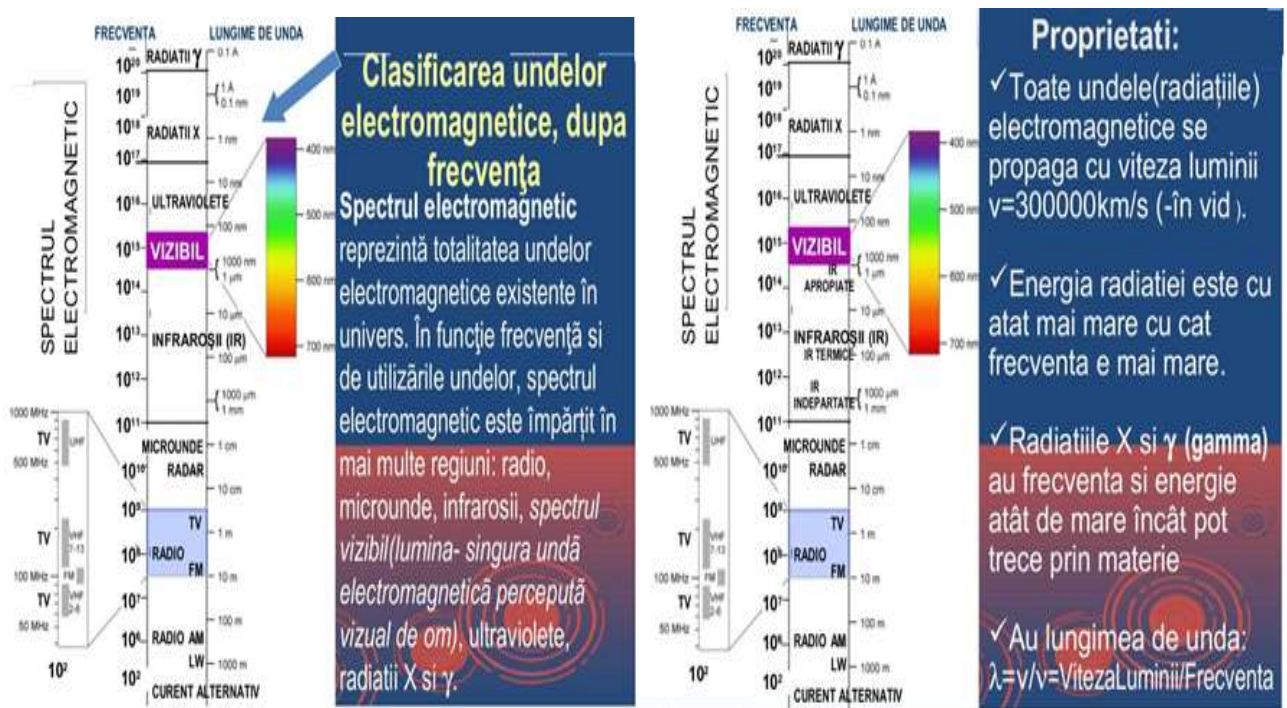 FRECVENTA
LUNGIME DE UNDA
SPECTRUL
ELECTROMAGNETIC
10²⁰
RADIATII γ
0.1 A
10¹⁹
1 Å
0.1 nm
10¹⁸
RADIATII X
1 nm
10¹⁷
10 nm
10¹⁶
ULTRAVIOLETE
100 nm
10¹⁵
VIZIBIL
1000 nm
1 µm
10¹⁴
10 µm
10¹³
INFRAROȘII (IR)
100 µm
10¹²
1000 µm
1 mm
10¹¹
MICROUNDE
1 cm
10¹⁰
RADAR
10 cm
10⁹
TV
1 m
10⁸
RADIO
FM
10 m
10⁷
100 m
10⁶
RADIO AM
LW
1000 m
10²
CURENT ALTERNATIV
400 nm
500 nm
600 nm
700 nm
1000 MHz
TV
UHF
500 MHz
TV
VHF
7-13
100 MHz
FM
TV
VHF
2-6
50 MHz
10²
Clasificarea undelor
electromagnetice, dupa
frecvenţa
Spectrul electromagnetic
reprezintă totalitatea undelor
electromagnetice existente în
univers. În funcţie frecvenţă si
de utilizările undelor, spectrul
electromagnetic este împărţit în
mai multe regiuni: radio,
microunde, infrarosii, spectrul
vizibil(lumina- singura undă
electromagnetică percepută
vizual de om), ultraviolete,
radiatii X si γ.
FRECVENTA
LUNGIME DE UNDA
SPECTRUL
ELECTROMAGNETIC
10²⁰
RADIATII γ
0.1 A
10¹⁹
1 Å
0.1 nm
10¹⁸
RADIATII X
1 nm
10¹⁷
10 nm
10¹⁶
ULTRAVIOLETE
100 nm
10¹⁵
VIZIBIL
1000 nm
1 µm
IR
APROPIATE
10¹⁴
10 µm
10¹³
INFRAROȘII (IR)
IR TERMICE
100 µm
10¹²
IR
INDEPARTATE
1000 µm
1 mm
10¹¹
MICROUNDE
1 cm
10¹⁰
RADAR
10 cm
10⁹
TV
1 m
10⁸
RADIO
FM
10 m
10⁷
100 m
10⁶
RADIO AM
LW
1000 m
10²
CURENT ALTERNATIV
400 nm
500 nm
600 nm
700 nm
1000 MHz
TV
UHF
500 MHz
TV
VHF
7-13
100 MHz
FM
TV
VHF
2-6
50 MHz
10²
Proprietati:
✓Toate undele(radiațiile)
electromagnetice se
propaga cu viteza luminii
v=300000km/s (-în vid ).
✓Energia radiatiei este cu
atat mai mare cu cat
frecventa e mai mare.
✓Radiatiile X si γ (gamma)
au frecventa si energie
atât de mare încât pot
trece prin materie
✓Au lungimea de unda:
λ=v/ν=VitezaLuminii/Frecventa